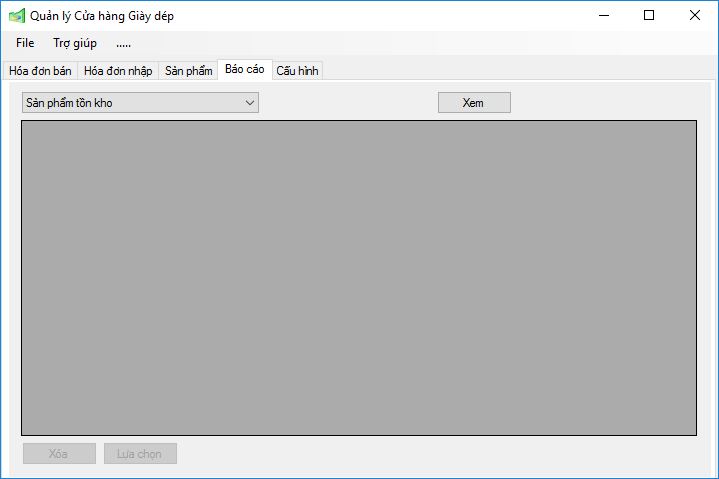 Quản lý Cửa hàng Giày dép
File Trợ giúp .....
Hóa đơn bán Hóa đơn nhập Sản phẩm Báo cáo Cấu hình
Sản phẩm tồn kho Xem
Xóa Lựa chọn